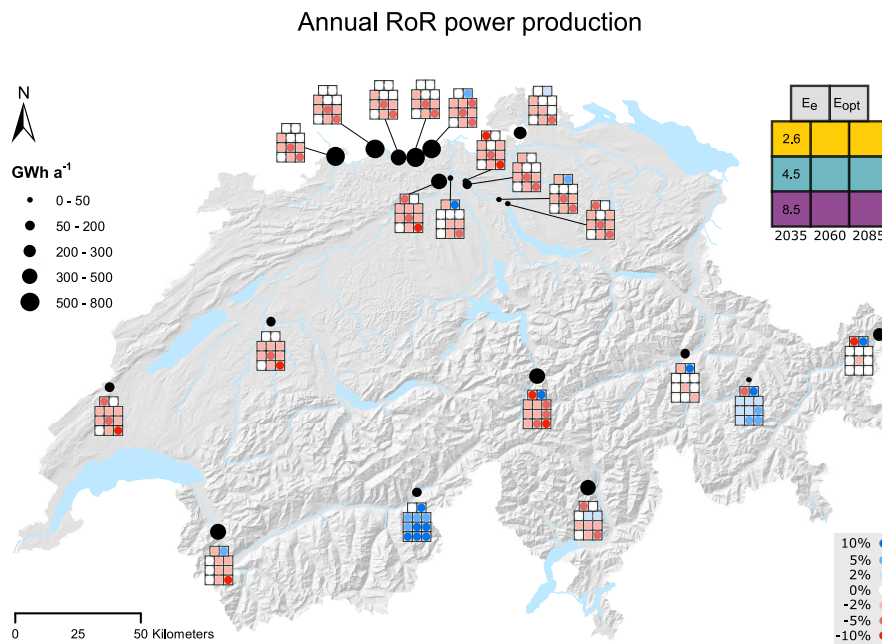 Annual RoR power production
N
GWh a⁻¹
0 - 50
50 - 200
200 - 300
300 - 500
500 - 800
Ee Eopt
2.6
4.5
8.5
2035 2060 2085
10%
5%
2%
0%
-2%
-5%
-10%
0 25 50 Kilometers